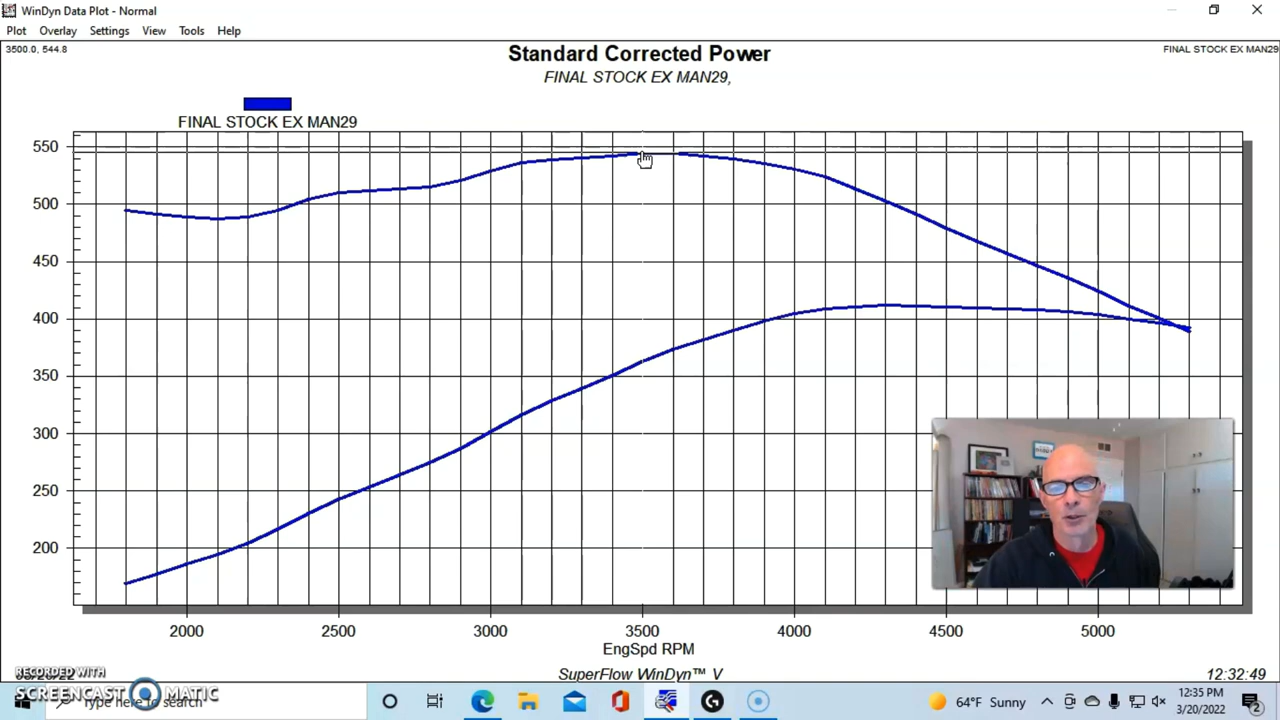 WinDyn Data Plot - Normal
Plot Overlay Settings View Tools Help
3500.0, 544.8
FINAL STOCK EX MAN29
Standard Corrected Power
FINAL STOCK EX MAN29,
FINAL STOCK EX MAN29
550
500
450
400
350
300
250
200
2000 2500 3000 3500 4000 4500 5000
EngSpd RPM
SuperFlow WinDyn™ V
12:32:49
RECORDED WITH
SCREENCAST MATIC
Type here to search
64°F Sunny
12:35 PM
3/20/2022
2